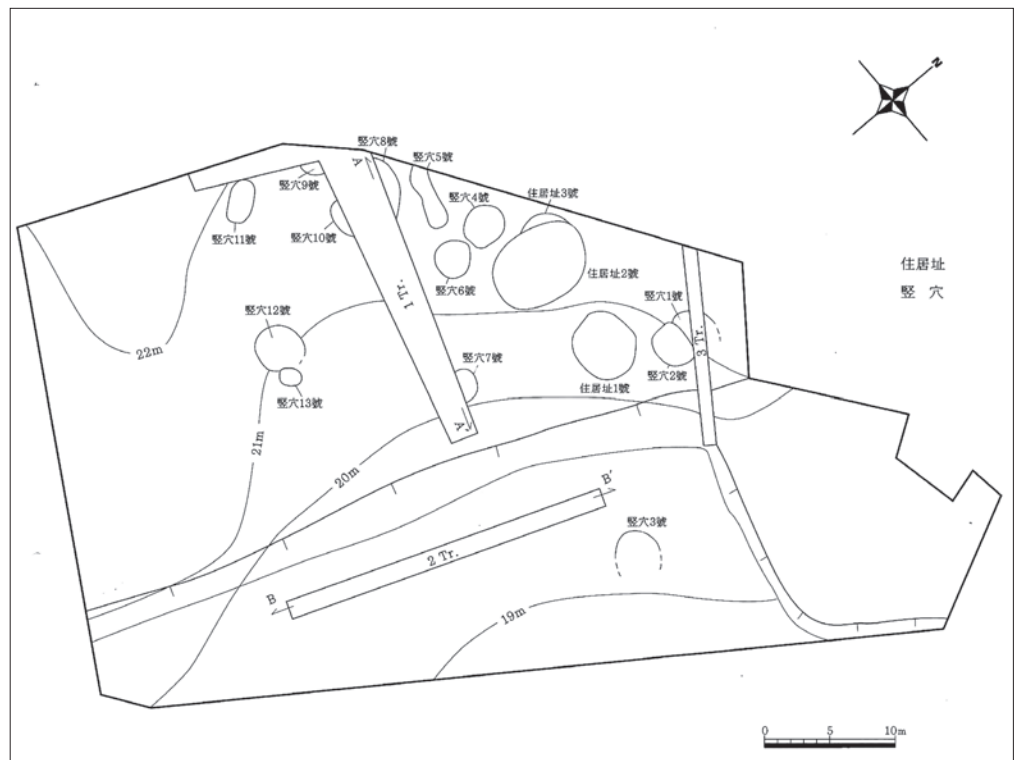 N
竪穴8號
竪穴5號
竪穴9號
A
竪穴4號
住居址3號
竪穴11號
竪穴10號
竪穴6號
住居址2號
住居址
竪 穴
1 Tr.
竪穴1號
竪穴12號
3 Tr.
22m
竪穴7號
竪穴2號
住居址1號
竪穴13號
A'
21m
20m
B'
竪穴3號
2 Tr.
B
19m
0 5 10m